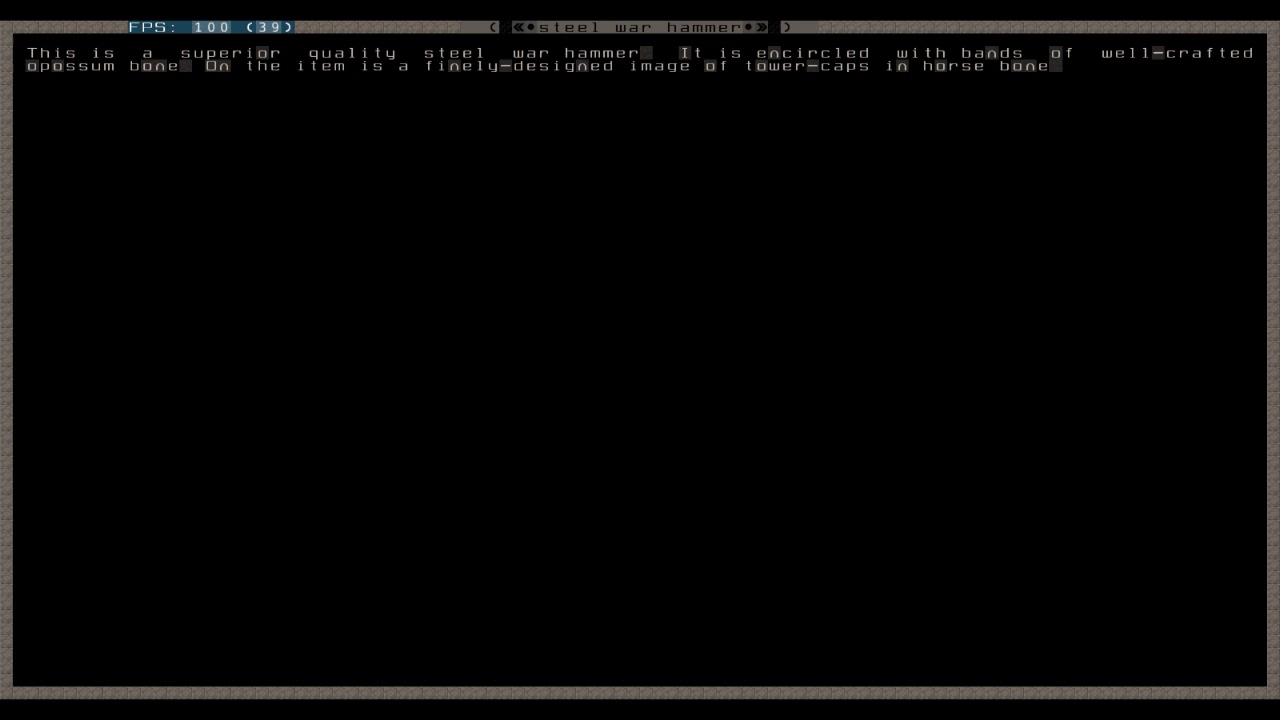 FPS: 100 (39) («•steel war hammer•»)
This is a superior quality steel war hammer. It is encircled with bands of well-crafted
opossum bone. On the item is a finely-designed image of tower-caps in horse bone.